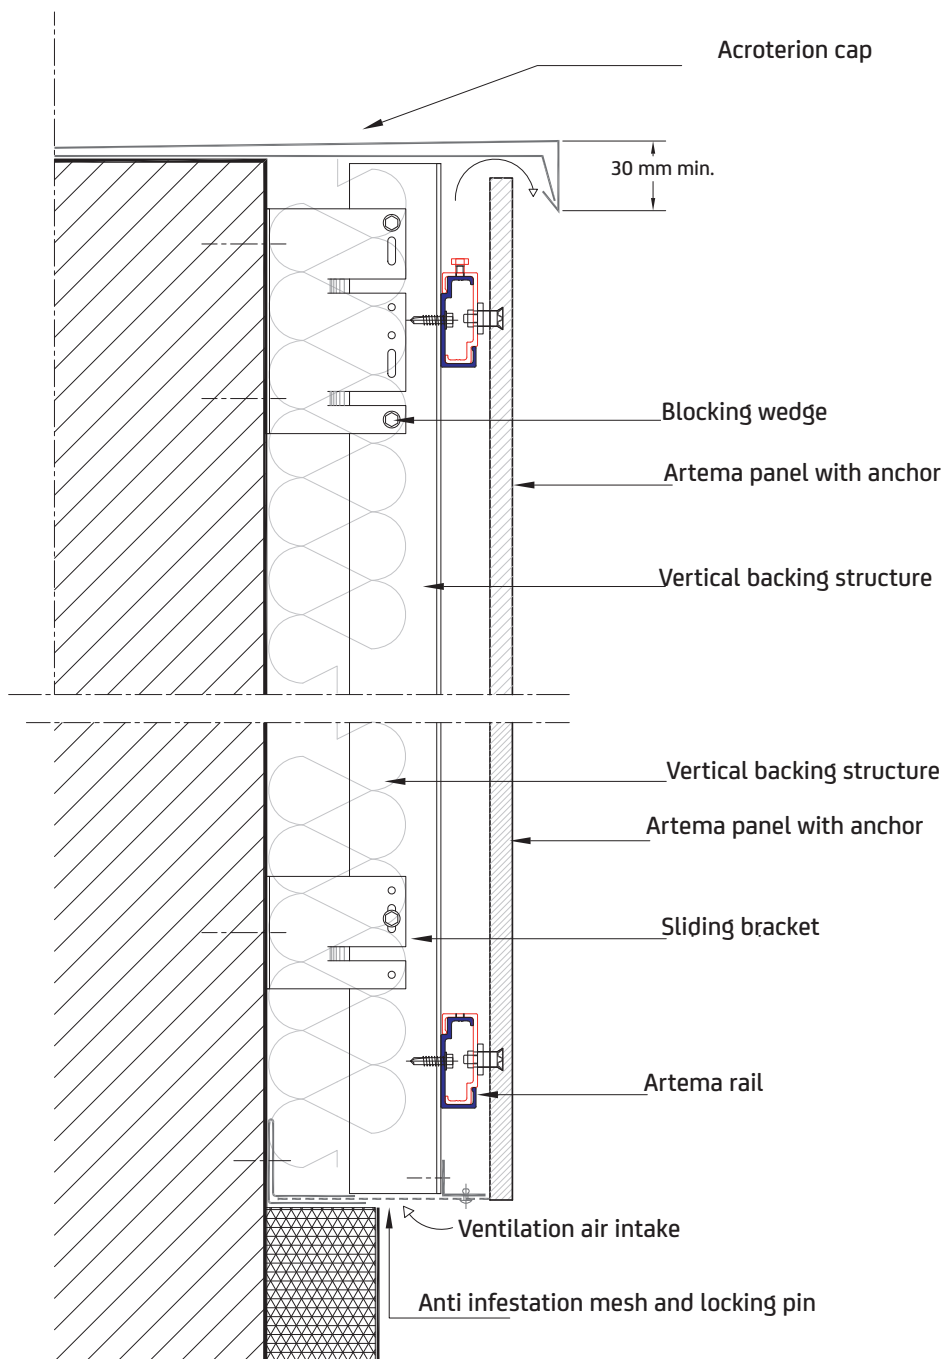 Acroterion cap
30 mm min.
Blocking wedge
Artema panel with anchor
Vertical backing structure
Vertical backing structure
Artema panel with anchor
Sliding bracket
Artema rail
Ventilation air intake
Anti infestation mesh and locking pin